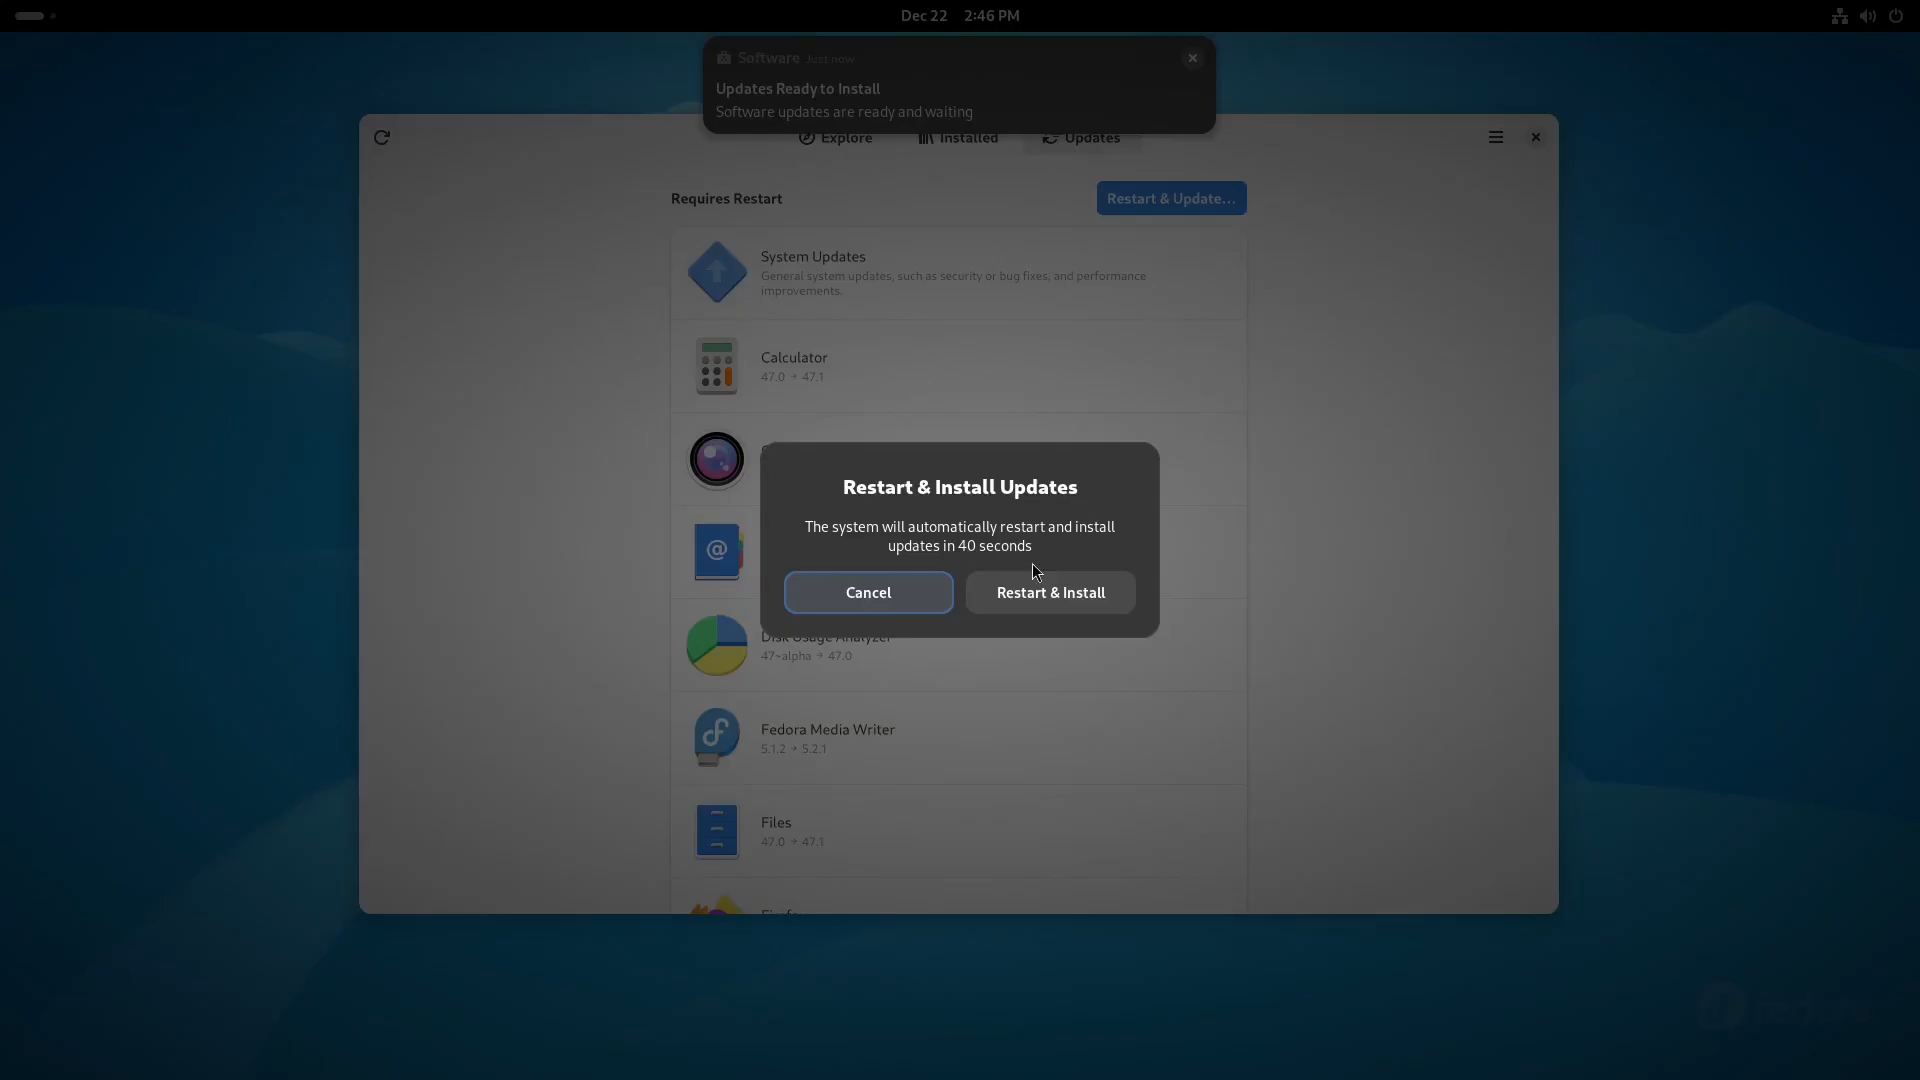 Dec 22 2:46 PM
Software Just now
Updates Ready to Install
Software updates are ready and waiting
Explore Installed Updates
Requires Restart
Restart & Update...
System Updates
General system updates, such as security or bug fixes, and performance
improvements.
Calculator
47.0 → 47.1
Restart & Install Updates
The system will automatically restart and install
updates in 40 seconds
Cancel Restart & Install
Disk Usage Analyzer
47~alpha → 47.0
Fedora Media Writer
5.1.2 → 5.2.1
Files
47.0 → 47.1
Firefox